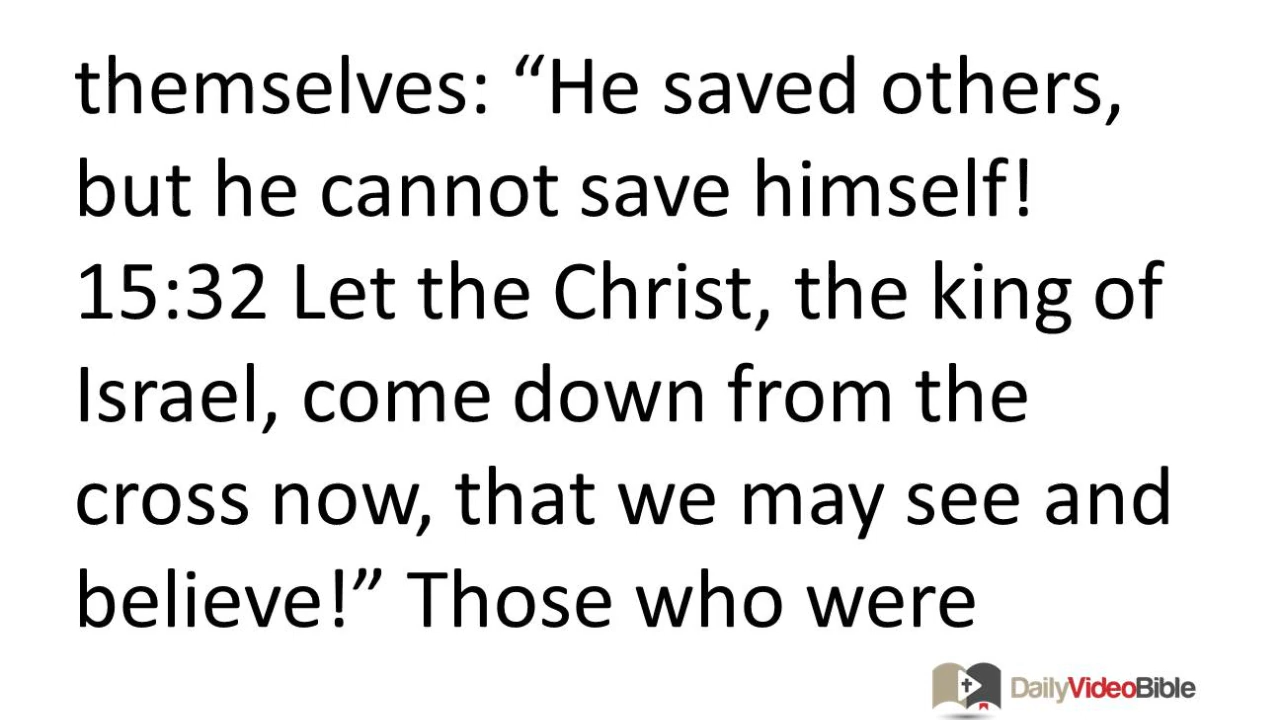 themselves: “He saved others,
but he cannot save himself!
15:32 Let the Christ, the king of
Israel, come down from the
cross now, that we may see and
believe!” Those who were
DailyVideoBible